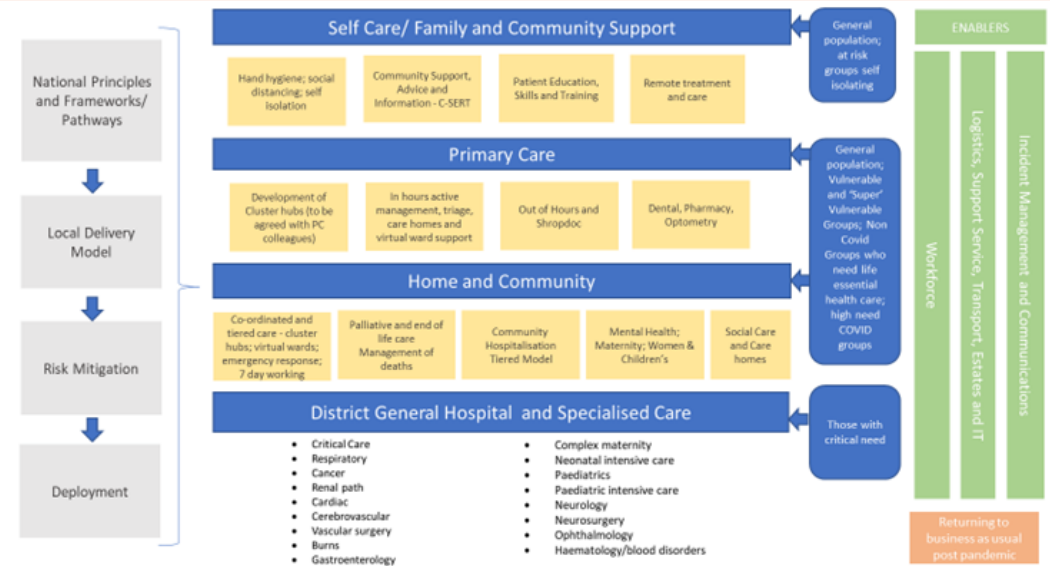 National Principles
and Frameworks/
Pathways
Local Delivery
Model
Risk Mitigation
Deployment
Self Care/ Family and Community Support
Hand hygiene; social
distancing; self
isolation
Community Support,
Advice and
Information - C-SERT
Patient Education,
Skills and Training
Remote treatment
and care
General
population;
at risk
groups self
isolating
Primary Care
Development of
Cluster hubs (to be
agreed with PC
colleagues)
In hours active
management, triage,
care homes and
virtual ward support
Out of Hours and
Shropdoc
Dental, Pharmacy,
Optometry
General
population;
Vulnerable
and 'Super'
Vulnerable
Groups; Non
Covid
Groups who
need life
essential
health care;
high need
COVID
groups
Home and Community
Co-ordinated and
tiered care - cluster
hubs; virtual wards;
emergency response;
7 day working
Palliative and end of
life care
Management of
deaths
Community
Hospitalisation
Tiered Model
Mental Health;
Maternity; Women &
Children's
Social Care
and Care
homes
District General Hospital and Specialised Care
• Critical Care
• Respiratory
• Cancer
• Renal path
• Cardiac
• Cerebrovascular
• Vascular surgery
• Burns
• Gastroenterology
• Complex maternity
• Neonatal intensive care
• Paediatrics
• Paediatric intensive care
• Neurology
• Neurosurgery
• Ophthalmology
• Haematology/blood disorders
Those with
critical need
ENABLERS
Workforce
Logistics, Support Service, Transport, Estates and IT
Incident Management and Communications
Returning to
business as usual
post pandemic